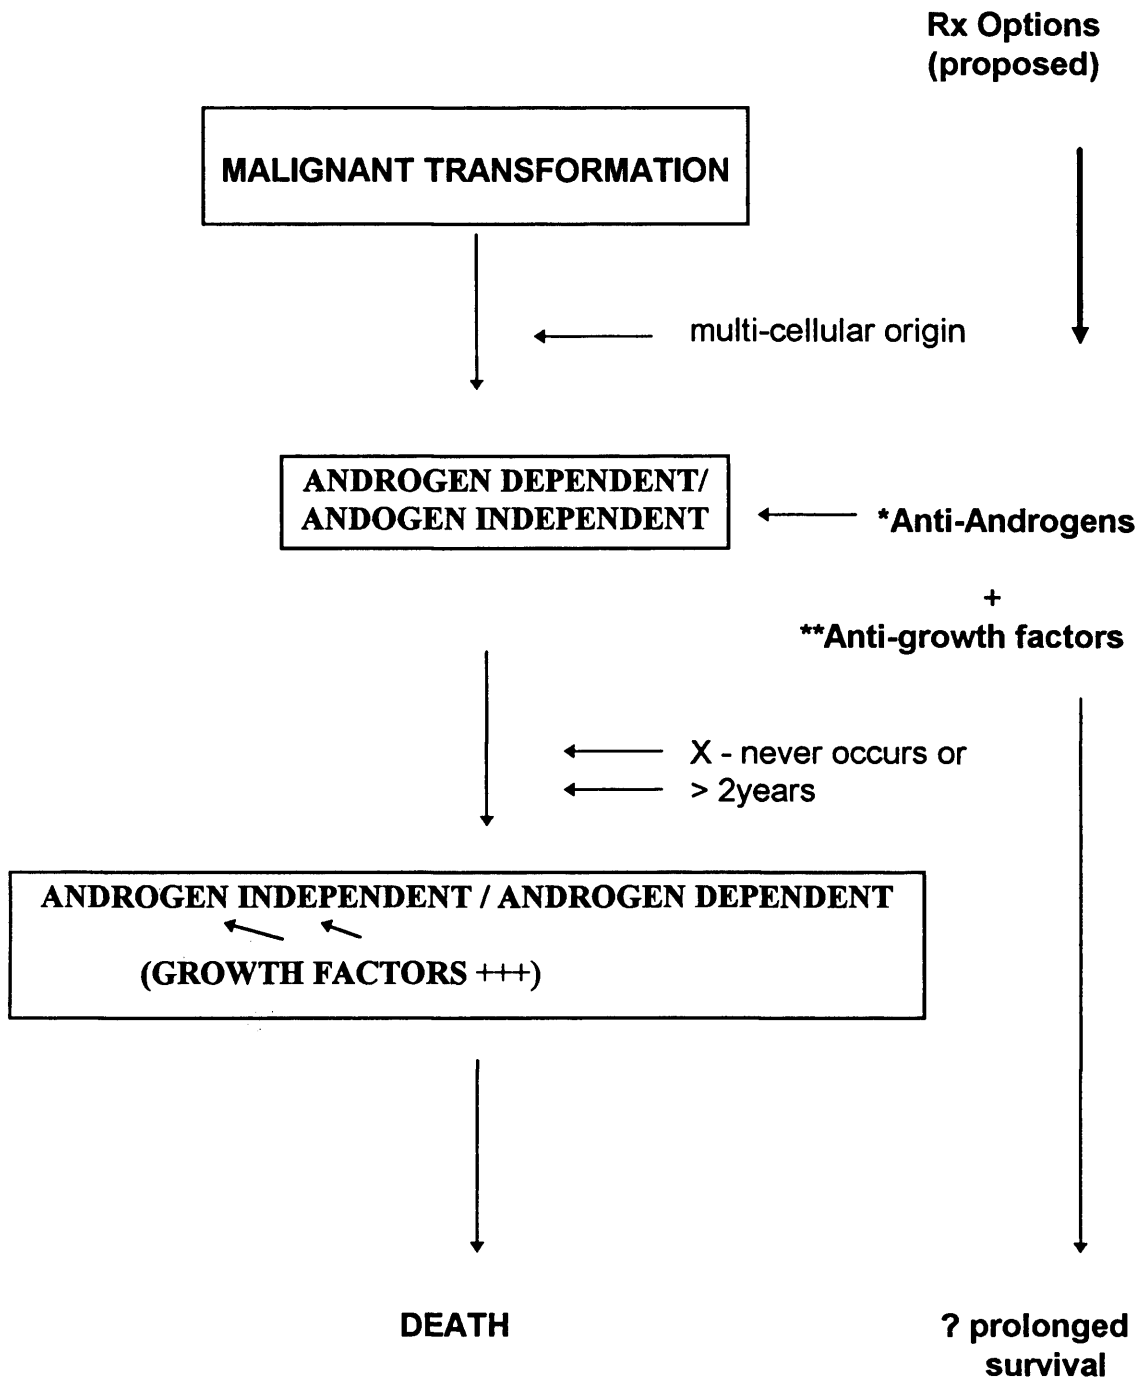 Rx Options
(proposed)
MALIGNANT TRANSFORMATION
multi-cellular origin
ANDROGEN DEPENDENT/
ANDOGEN INDEPENDENT
*Anti-Androgens
+
**Anti-growth factors
X - never occurs or
> 2years
ANDROGEN INDEPENDENT / ANDROGEN DEPENDENT
(GROWTH FACTORS +++)
DEATH
? prolonged
survival